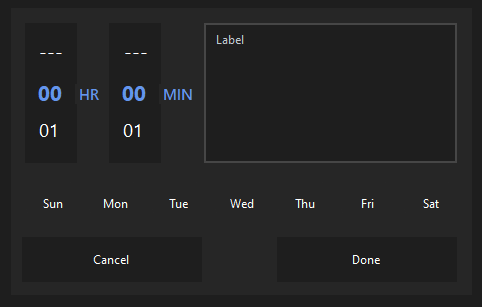 --- --- Label
00 HR 00 MIN
01 01
Sun Mon Tue Wed Thu Fri Sat
Cancel Done